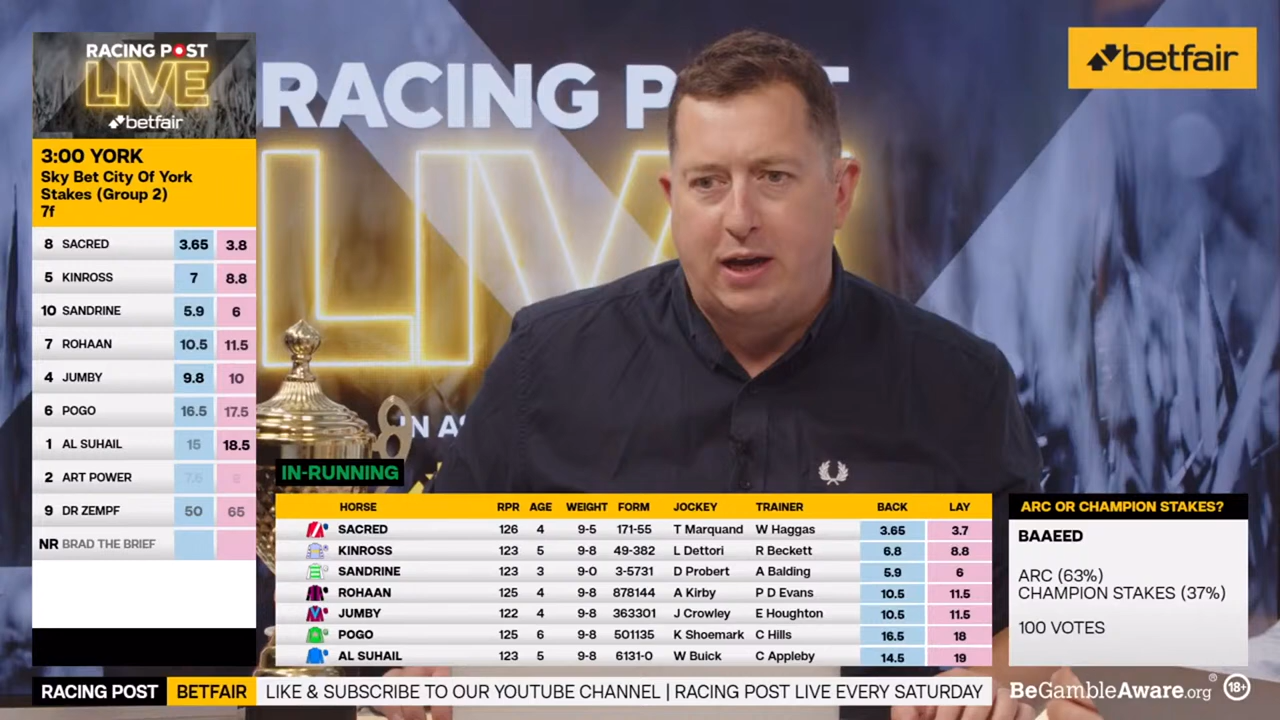 RACING POST
LIVE
betfair
3:00 YORK
Sky Bet City Of York
Stakes (Group 2)
7f
8 SACRED 3.65 3.8
5 KINROSS 7 8.8
10 SANDRINE 5.9 6
7 ROHAAN 10.5 11.5
4 JUMBY 9.8 10
6 POGO 16.5 17.5
1 AL SUHAIL 15 18.5
2 ART POWER
9 DR ZEMPF 50 65
NR BRAD THE BRIEF
RACING P
T
LIV
IN AS
betfair
IN-RUNNING
HORSE RPR AGE WEIGHT FORM JOCKEY TRAINER BACK LAY
SACRED 126 4 9-5 171-55 T Marquand W Haggas 3.65 3.7
KINROSS 123 5 9-8 49-382 L Dettori R Beckett 6.8 8.8
SANDRINE 123 3 9-0 3-5731 D Probert A Balding 5.9 6
ROHAAN 125 4 9-8 878144 A Kirby P D Evans 10.5 11.5
JUMBY 122 4 9-8 363301 J Crowley E Houghton 10.5 11.5
POGO 125 6 9-8 501135 K Shoemark C Hills 16.5 18
AL SUHAIL 123 5 9-8 6131-0 W Buick C Appleby 14.5 19
ARC OR CHAMPION STAKES?
BAAEED
ARC (63%)
CHAMPION STAKES (37%)
100 VOTES
RACING POST BETFAIR LIKE & SUBSCRIBE TO OUR YOUTUBE CHANNEL | RACING POST LIVE EVERY SATURDAY
BeGambleAware.org® 18+